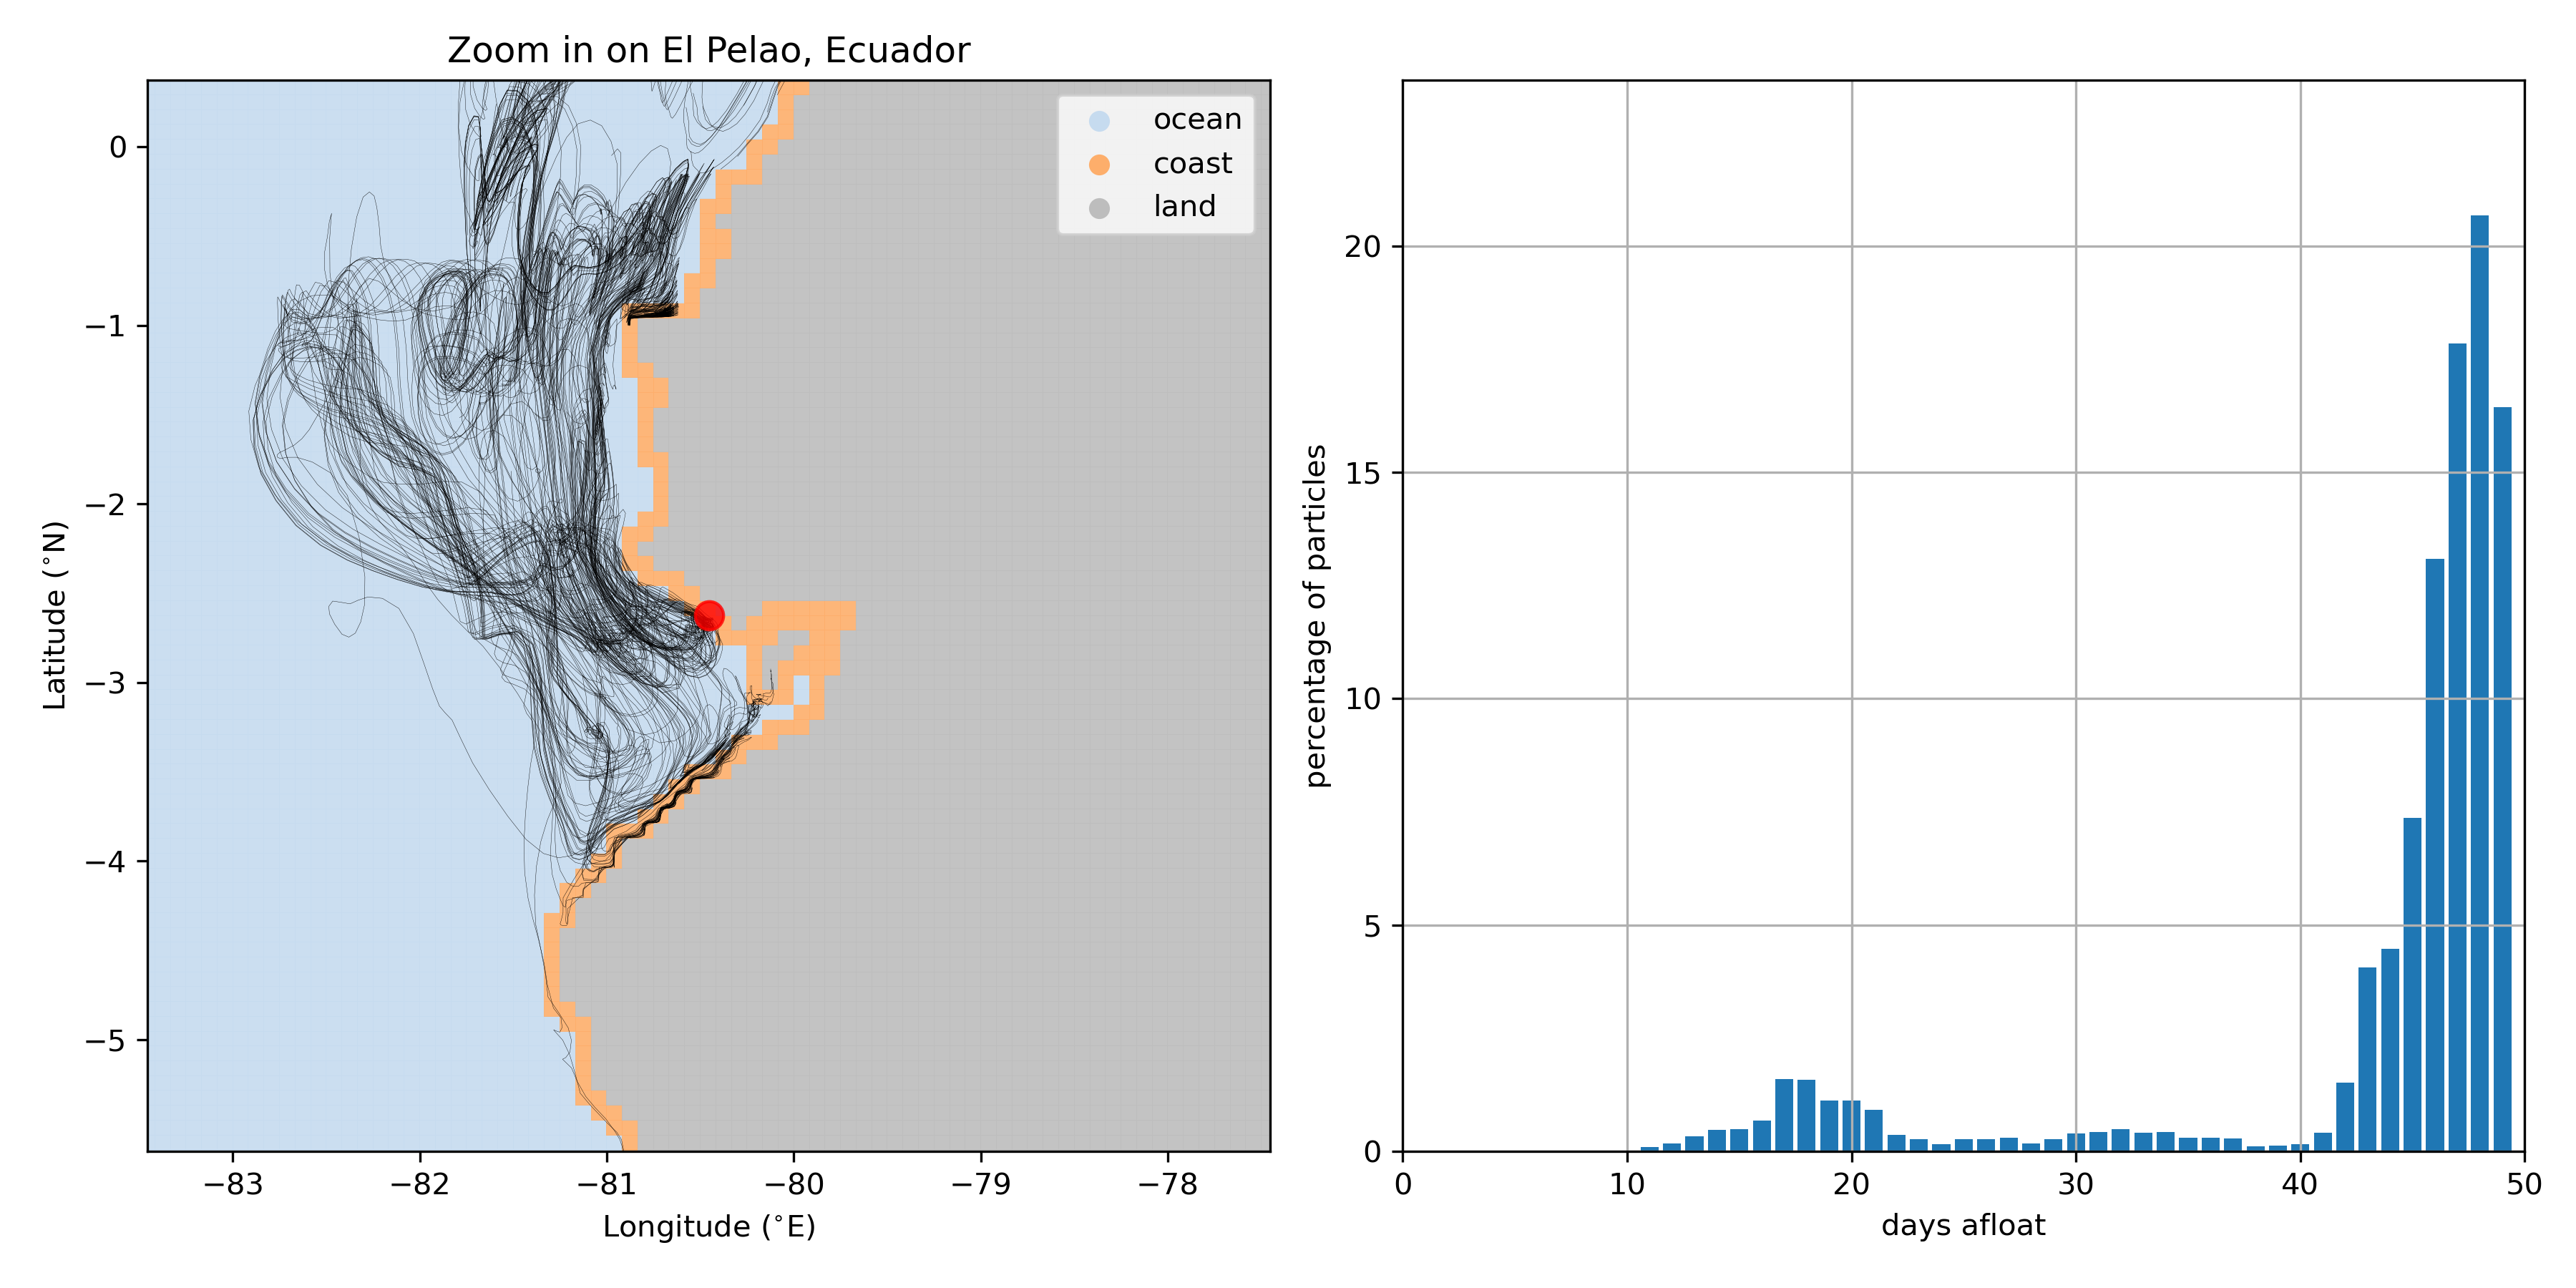 Zoom in on El Pelao, Ecuador
ocean
coast
land
0
−1
−2
−3
−4
−5
Latitude (°N)
−83
−82
−81
−80
−79
−78
Longitude (°E)
20
15
10
5
0
percentage of particles
0
10
20
30
40
50
days afloat